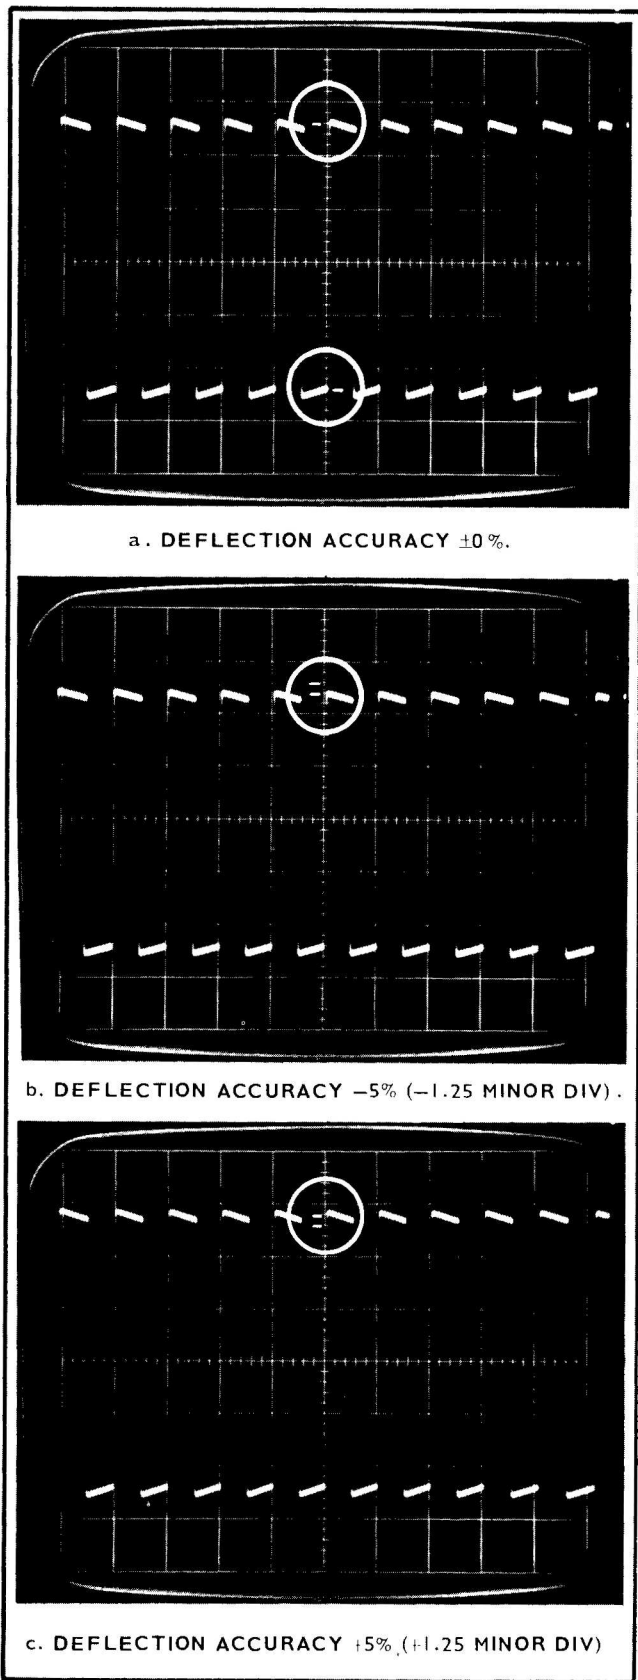 a. DEFLECTION ACCURACY ±0%.
b. DEFLECTION ACCURACY −5% (−1.25 MINOR DIV).
c. DEFLECTION ACCURACY +5% (+1.25 MINOR DIV)